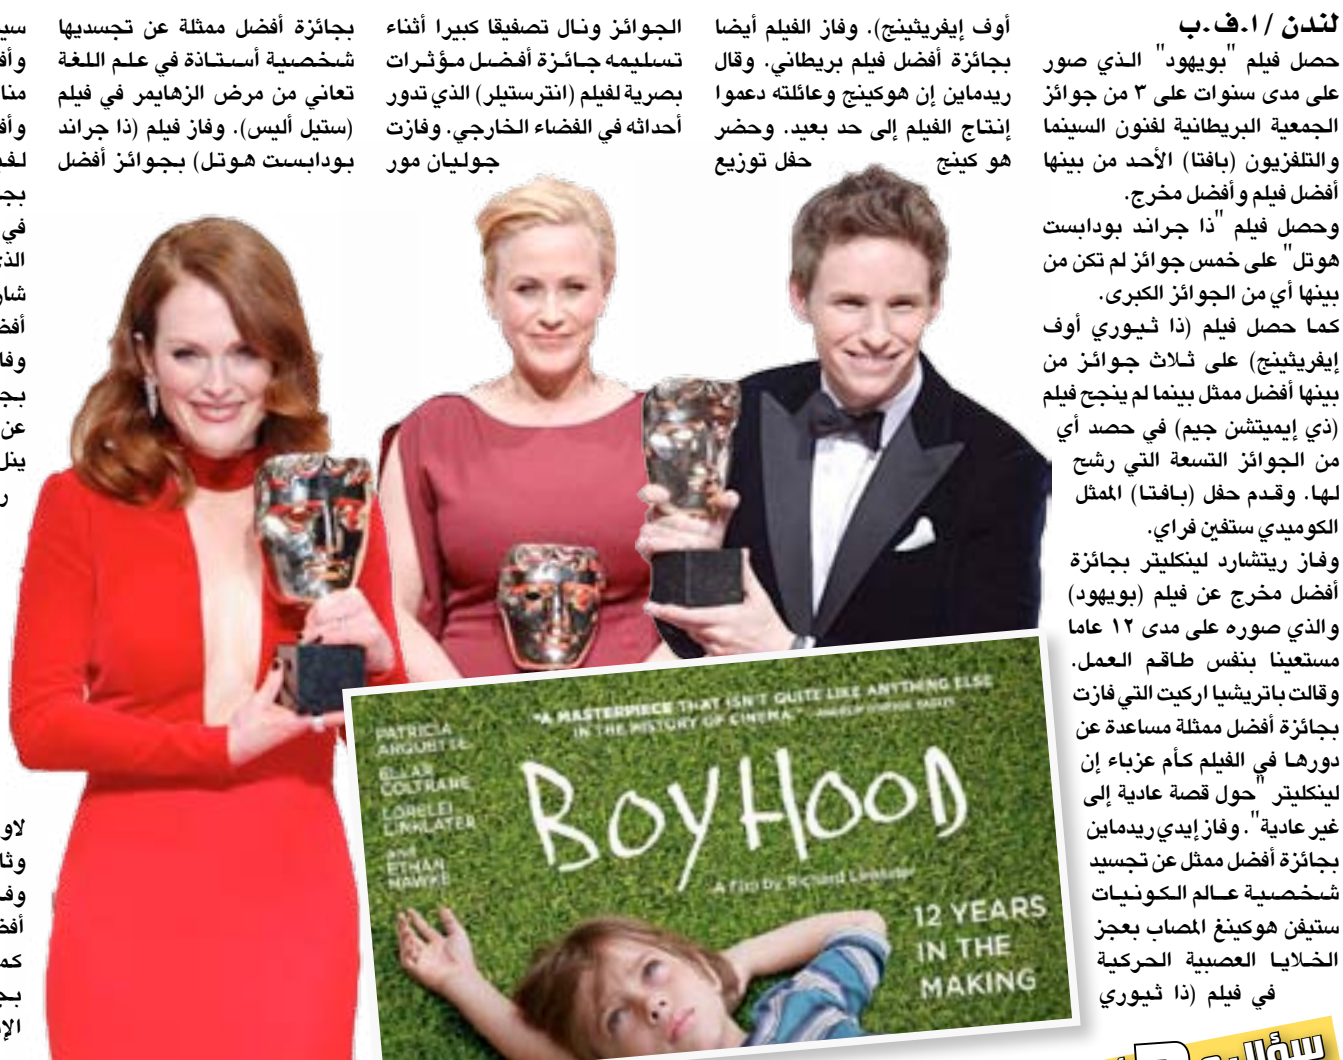 لندن / ا.ف.ب
حصل فيلم "بويهود" الذي صور
على مدى سنوات على ٣ من جوائز
الجمعية البريطانية لفنون السينما
والتلفزيون (بافتا) الأحد من بينها
أفضل فيلم وأفضل مخرج.
وحصل فيلم "ذا جراند بودابست
هوتل" على خمس جوائز لم تكن من
بينها أي من الجوائز الكبرى.
كما حصل فيلم (ذا ثيوري أوف
إيفريثينج) على ثلاث جوائز من
بينها أفضل ممثل بينما لم ينجح فيلم
(ذي إيميتشن جيم) في حصد أي
من الجوائز التسعة التي رشح
لها. وقدم حفل (بافتا) الممثل
الكوميدي ستفين فراي.
وفاز ريتشارد لينكليتر بجائزة
أفضل مخرج عن فيلم (بويهود)
والذي صوره على مدى ١٢ عاما
مستعينا بنفس طاقم العمل.
وقالت باتريشيا اركيت التي فازت
بجائزة أفضل ممثلة مساعدة عن
دورها في الفيلم كأم عزباء إن
لينكليتر "حول قصة عادية إلى
غير عادية". وفاز إيدي ريدماين
بجائزة أفضل ممثل عن تجسيد
شخصية عالم الكونيات
ستيفن هوكينغ المصاب بعجز
الخلايا العصبية الحركية
في فيلم (ذا ثيوري
أوف إيفريثينج). وفاز الفيلم أيضا
بجائزة أفضل فيلم بريطاني. وقال
ريدماين إن هوكينج وعائلته دعموا
إنتاج الفيلم إلى حد بعيد. وحضر
هو كينج حفل توزيع
الجوائز ونال تصفيقا كبيرا أثناء
تسليمه جائزة أفضل مؤثرات
بصرية لفيلم (انترستيلر) الذي تدور
أحداثه في الفضاء الخارجي. وفازت
جوليان مور
بجائزة أفضل ممثلة عن تجسديها
شخصية أستاذة في علم اللغة
تعاني من مرض الزهايمر في فيلم
(ستيل أليس). وفاز فيلم (ذا جراند
بودابست هوتل) بجوائز أفضل
"A MASTERPIECE THAT ISN'T QUITE LIKE ANYTHING ELSE
IN THE HISTORY OF CINEMA."
PATRICIA
ARQUETTE
ELLAR
COLTRANE
LORELEI
LINKLATER
AND
ETHAN
HAWKE
BOYHOOD
A film by Richard Linklater
12 YEARS
IN THE
MAKING